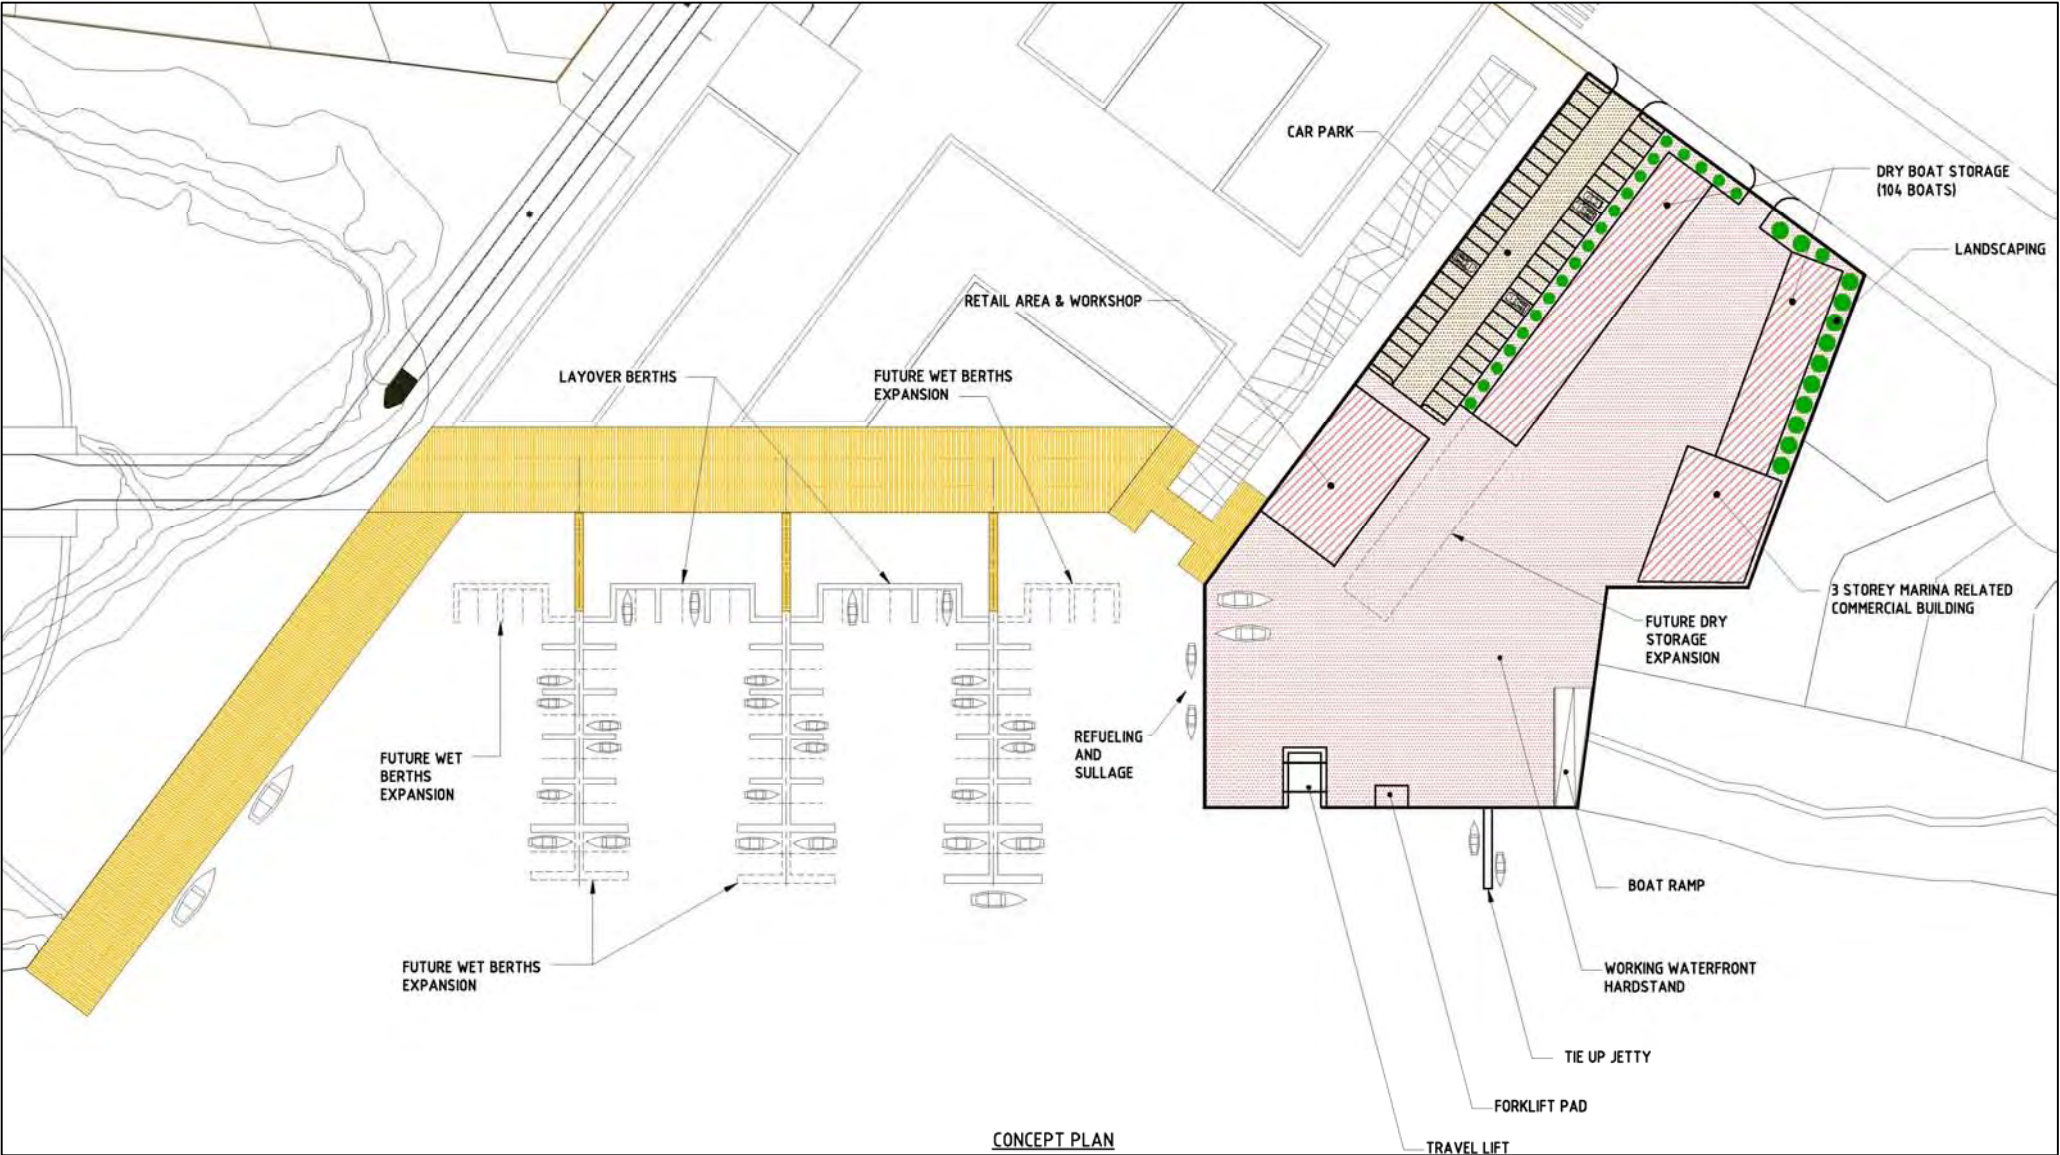 CAR PARK
DRY BOAT STORAGE
(104 BOATS)
LANDSCAPING
RETAIL AREA & WORKSHOP
LAYOVER BERTHS
FUTURE WET BERTHS
EXPANSION
3 STOREY MARINA RELATED
COMMERCIAL BUILDING
FUTURE DRY
STORAGE
EXPANSION
REFUELING
AND
SULLAGE
FUTURE WET
BERTHS
EXPANSION
BOAT RAMP
FUTURE WET BERTHS
EXPANSION
WORKING WATERFRONT
HARDSTAND
TIE UP JETTY
FORKLIFT PAD
CONCEPT PLAN
TRAVEL LIFT